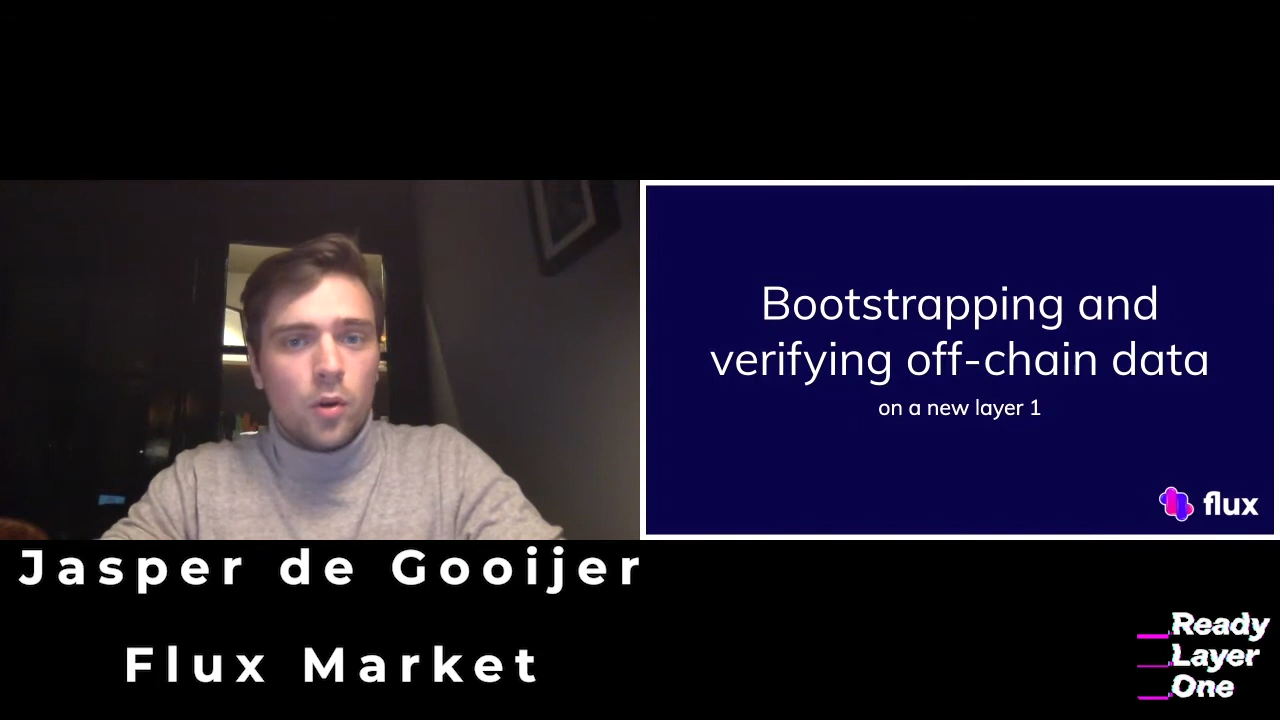 Bootstrapping and
verifying off-chain data
on a new layer 1
flux
Jasper de Gooijer
Flux Market
Ready
Layer
One